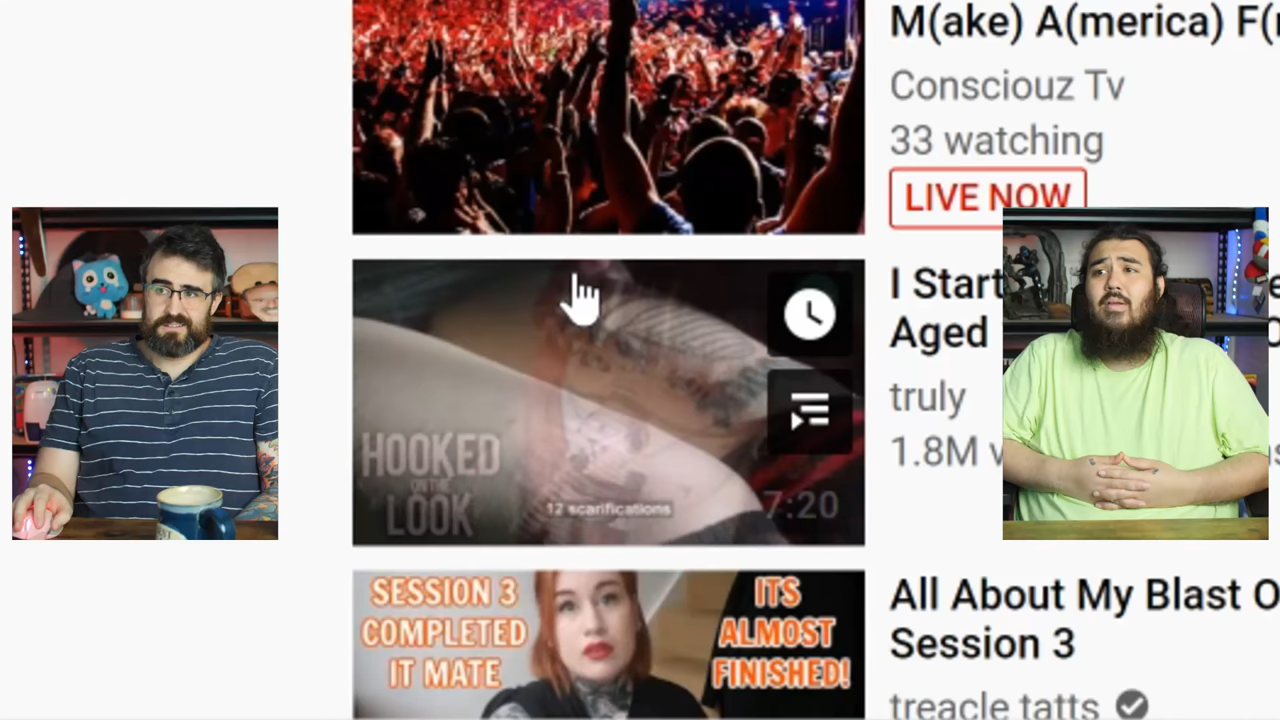 M(ake) A(merica) F(
Consciouz Tv
33 watching
LIVE NOW
I Start
Aged
truly
1.8M
HOOKED
ON THE
LOOK
12 scarifications
7:20
SESSION 3
COMPLETED
IT MATE
ITS
ALMOST
FINISHED!
All About My Blast O
Session 3
treacle tatts